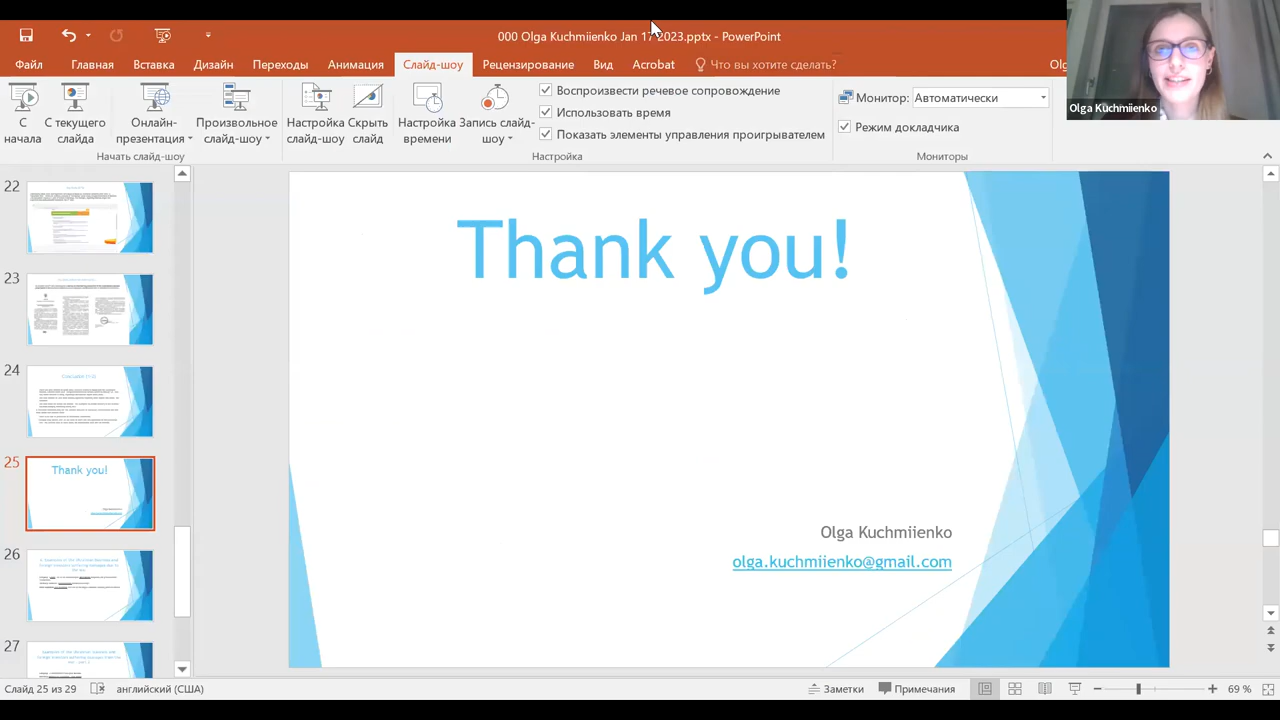 000 Olga Kuchmiienko Jan 17 2023.pptx - PowerPoint
Файл Главная Вставка Дизайн Переходы Анимация Слайд-шоу Рецензирование Вид Acrobat Что вы хотите сделать? Olg
Olga Kuchmiienko
С начала
С текущего слайда
Онлайн-презентация
Произвольное слайд-шоу
Начать слайд-шоу
Настройка слайд-шоу
Скрыть слайд
Настройка времени
Запись слайд-шоу
Воспроизвести речевое сопровождение
Использовать время
Показать элементы управления проигрывателем
Настройка
Монитор: Автоматически
Режим докладчика
Мониторы
22
23
24
25
Thank you!
26
27
Thank you!
Olga Kuchmiienko
olga.kuchmiienko@gmail.com
Слайд 25 из 29 английский (США) Заметки Примечания 69 %